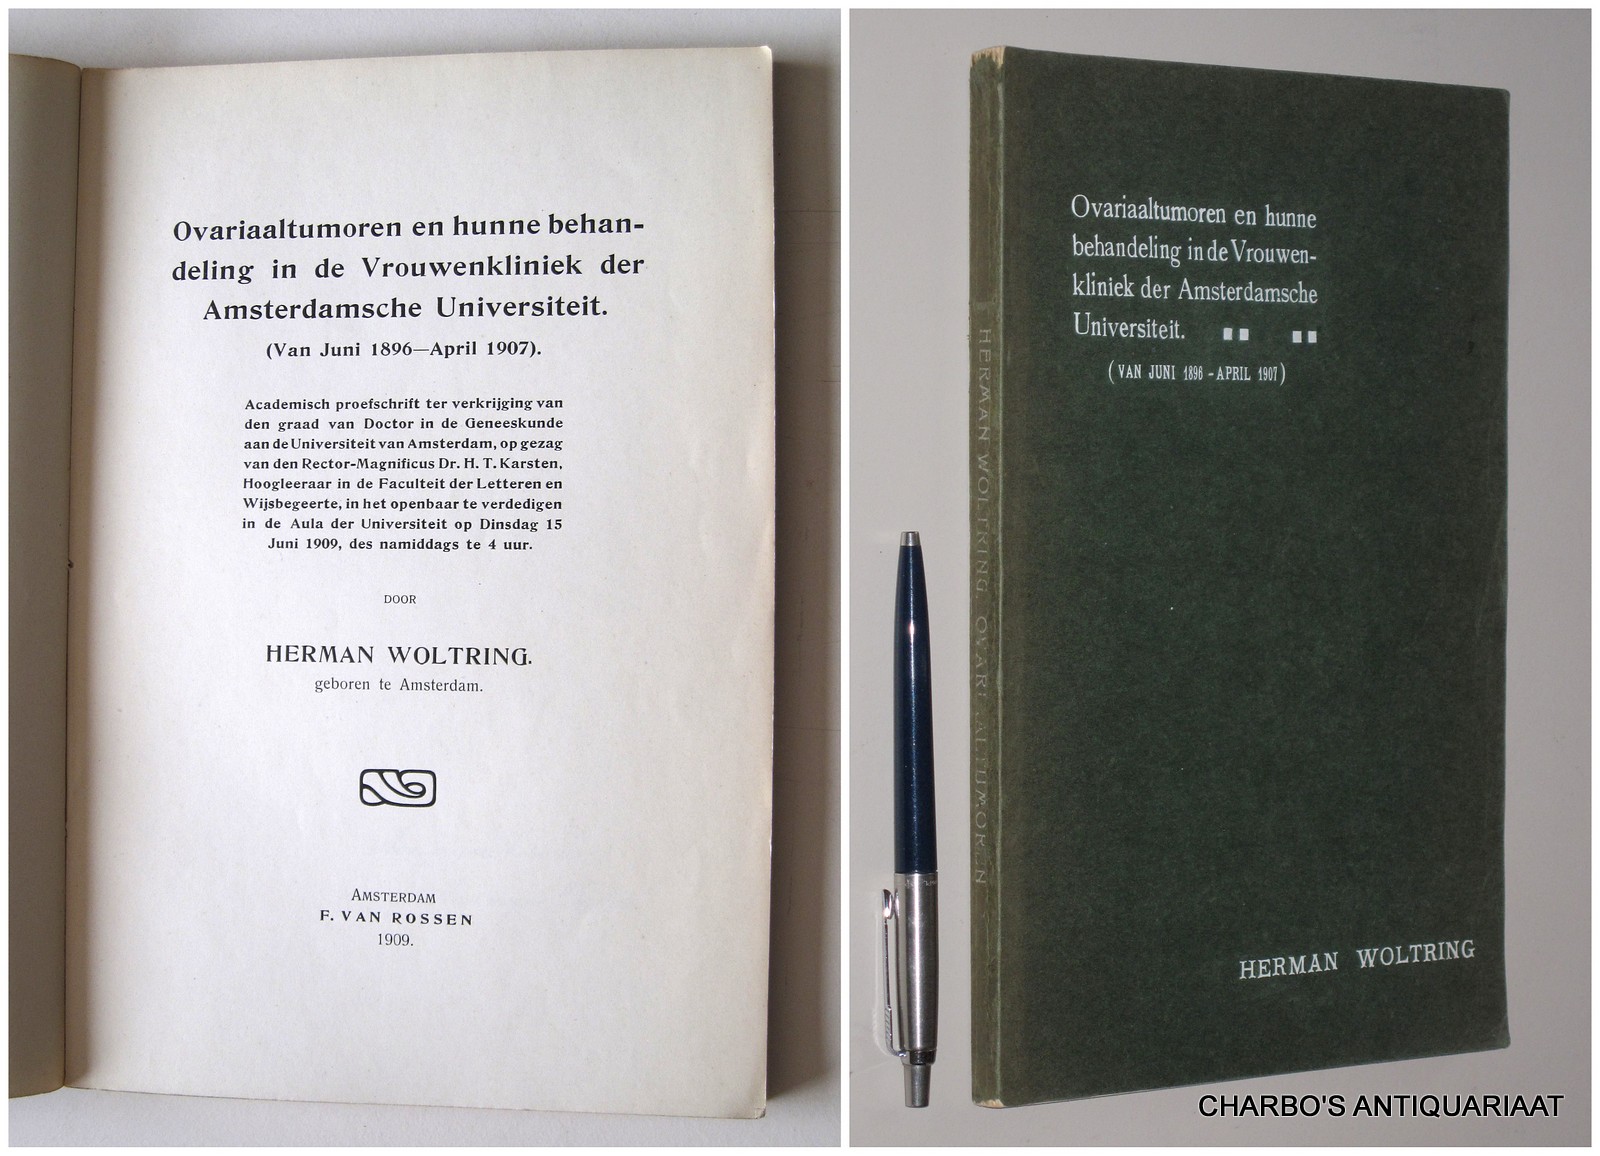 Ovariaaltumoren en hunne behan-
deling in de Vrouwenkliniek der
Amsterdamsche Universiteit.
(Van Juni 1896—April 1907).
Academisch proefschrift ter verkrijging van
den graad van Doctor in de Geneeskunde
aan de Universiteit van Amsterdam, op gezag
van den Rector-Magnificus Dr. H. T. Karsten,
Hoogleeraar in de Faculteit der Letteren en
Wijsbegeerte, in het openbaar te verdedigen
in de Aula der Universiteit op Dinsdag 15
Juni 1909, des namiddags te 4 uur.
DOOR
HERMAN WOLTRING.
geboren te Amsterdam.
AMSTERDAM
F. VAN ROSSEN
1909.
HERMAN WOLTRING, OVARIAALTUMOREN
Ovariaaltumoren en hunne
behandeling in de Vrouwen-
kliniek der Amsterdamsche
Universiteit.
(VAN JUNI 1896 - APRIL 1907)
HERMAN WOLTRING
CHARBO'S ANTIQUARIAAT